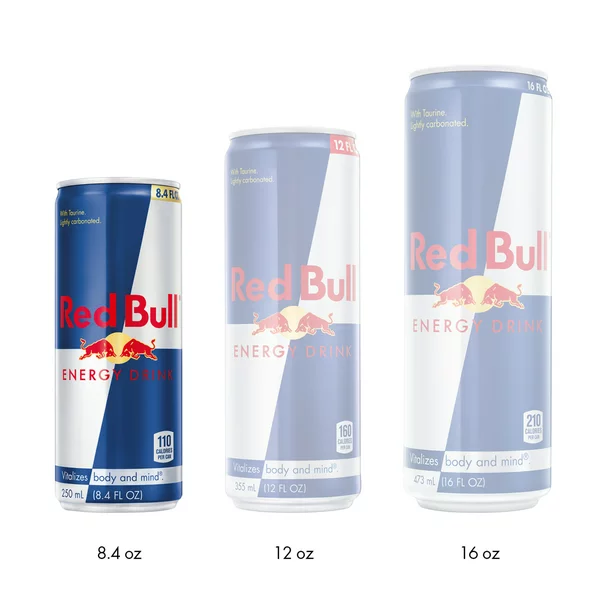 With Taurine.
Lightly carbonated.
8.4 FL OZ
Red Bull
ENERGY DRINK
110
CALORIES
PER CAN
Vitalizes body and mind®.
250 mL (8.4 FL OZ)
8.4 oz
With Taurine.
Lightly carbonated.
12 FL
Red Bull
ENERGY DRINK
160
CALORIES
PER CAN
Vitalizes body and mind®.
355 mL (12 FL OZ)
12 oz
With Taurine.
Lightly carbonated.
16 FL OZ
Red Bull
ENERGY DRINK
210
CALORIES
PER CAN
Vitalizes body and mind®.
473 mL (16 FL OZ)
16 oz